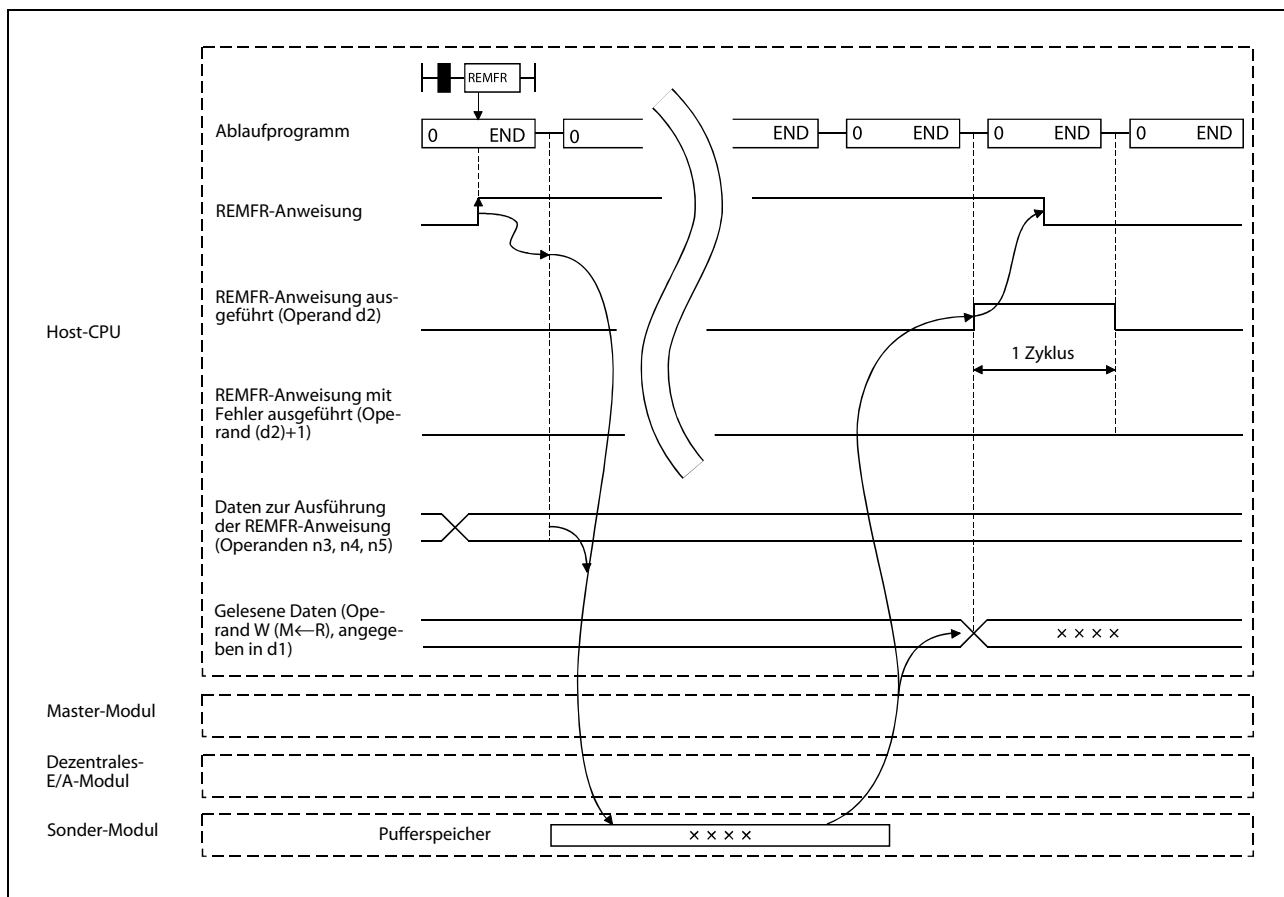 REMFR
Ablaufprogramm
0 END 0 END 0 END 0 END 0 END
REMFR-Anweisung
REMFR-Anweisung aus-
geführt (Operand d2)
Host-CPU
1 Zyklus
REMFR-Anweisung mit
Fehler ausgeführt (Ope-
rand (d2)+1)
Daten zur Ausführung
der REMFR-Anweisung
(Operanden n3, n4, n5)
Gelesene Daten (Ope-
rand W (M←R), angege-
ben in d1)
××××
Master-Modul
Dezentrales-
E/A-Modul
Sonder-Modul
Pufferspeicher
××××